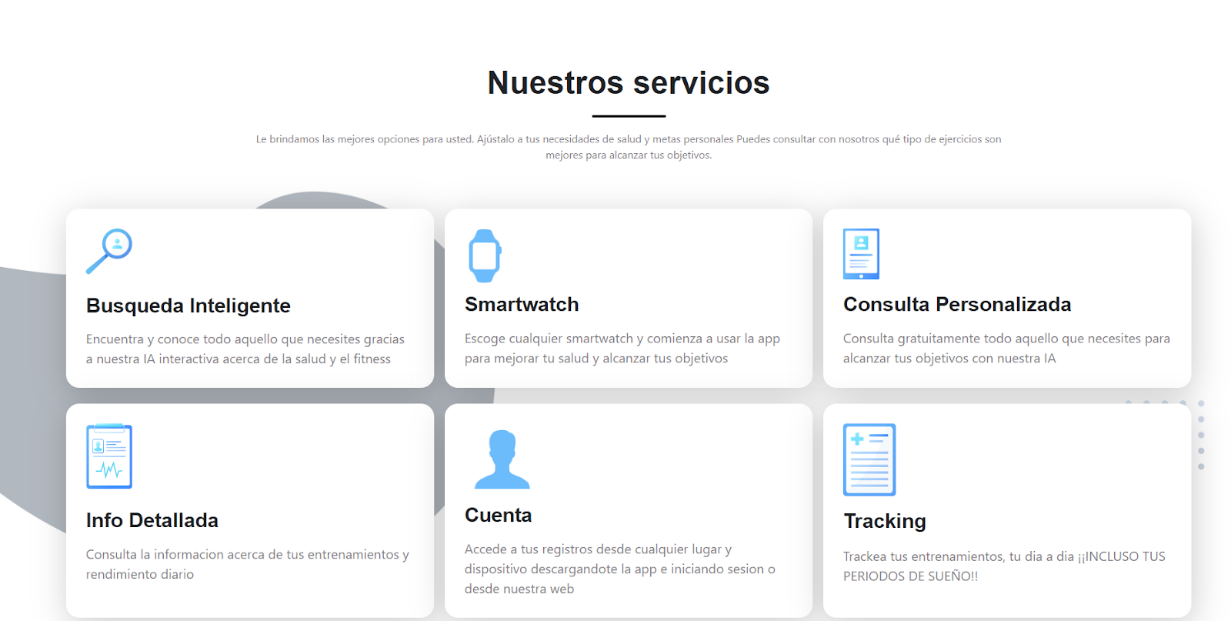 Nuestros servicios
Le brindamos las mejores opciones para usted. Ajústalo a tus necesidades de salud y metas personales Puedes consultar con nosotros qué tipo de ejercicios son
mejores para alcanzar tus objetivos.
Busqueda Inteligente
Encuentra y conoce todo aquello que necesites gracias
a nuestra IA interactiva acerca de la salud y el fitness
Smartwatch
Escoge cualquier smartwatch y comienza a usar la app
para mejorar tu salud y alcanzar tus objetivos
Consulta Personalizada
Consulta gratuitamente todo aquello que necesites para
alcanzar tus objetivos con nuestra IA
Info Detallada
Consulta la informacion acerca de tus entrenamientos y
rendimiento diario
Cuenta
Accede a tus registros desde cualquier lugar y
dispositivo descargandote la app e iniciando sesion o
desde nuestra web
Tracking
Trackea tus entrenamientos, tu dia a dia ¡¡INCLUSO TUS
PERIODOS DE SUEÑO!!